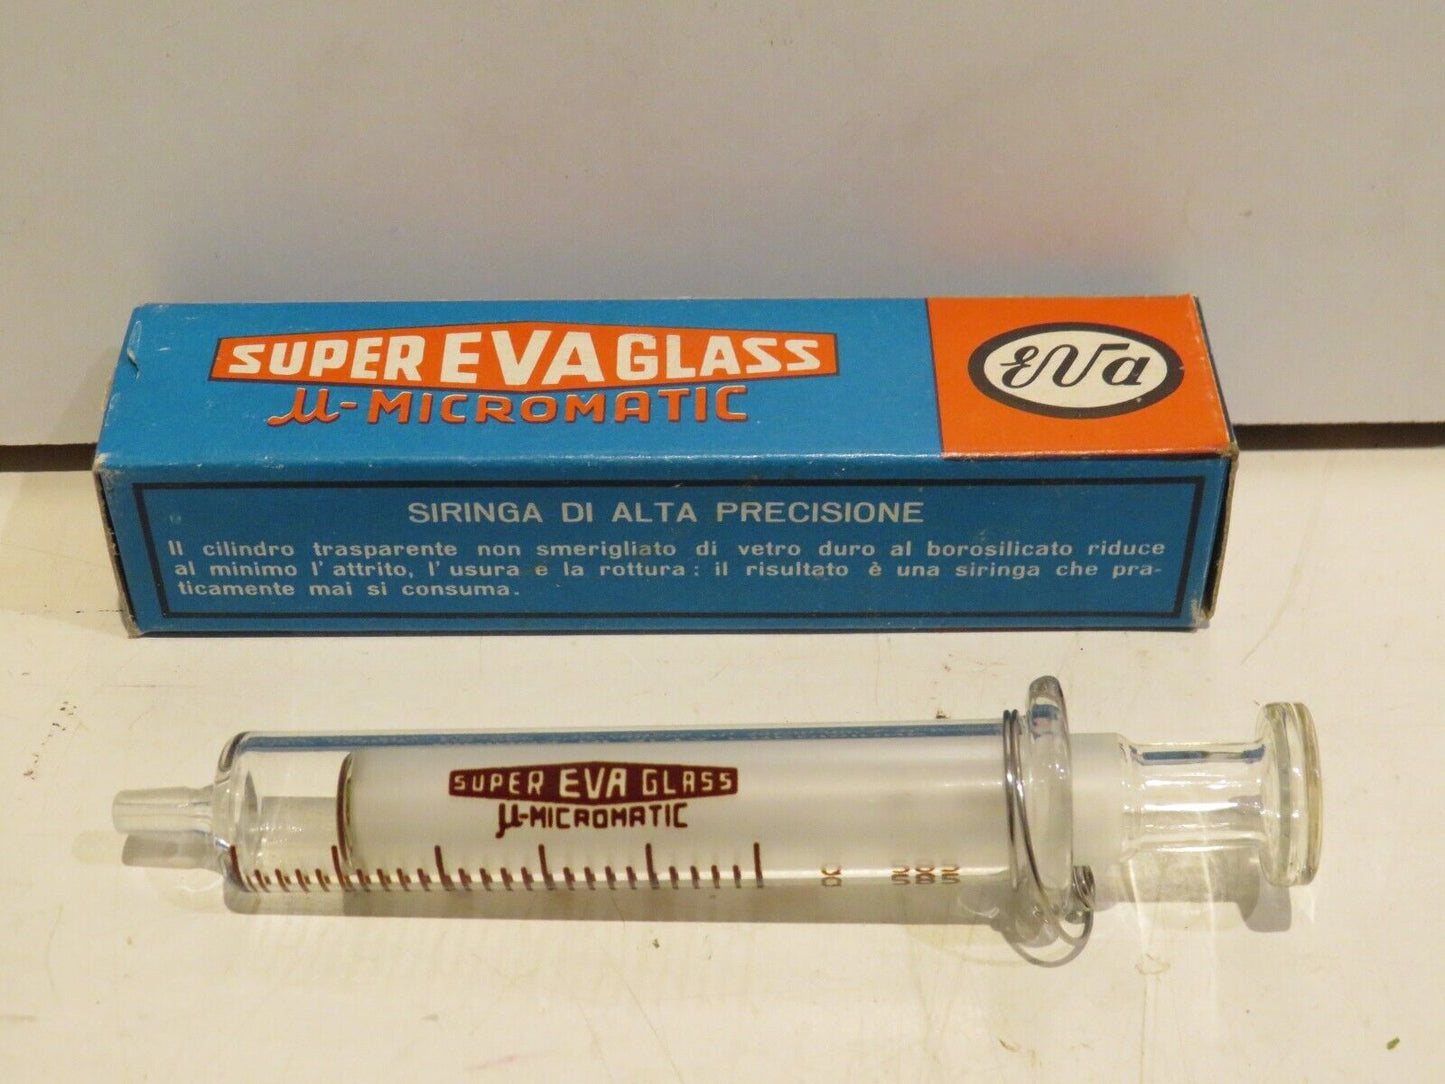 SUPER EVA GLASS
µ-MICROMATIC
Eva
SIRINGA DI ALTA PRECISIONE
Il cilindro trasparente non smerigliato di vetro duro al borosilicato riduce
al minimo l' attrito, l' usura e la rottura : il risultato è una siringa che pra-
ticamente mai si consuma.
SUPER EVA GLASS
µ-MICROMATIC